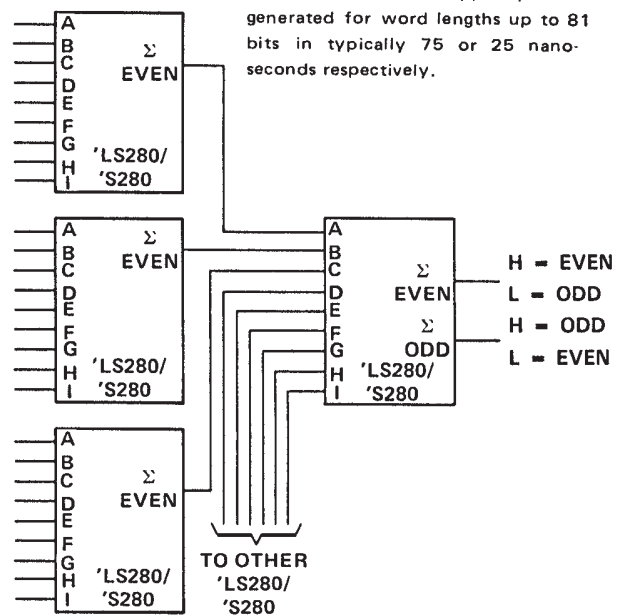 generated for word lengths up to 81
bits in typically 75 or 25 nano-
seconds respectively.
A
B
C
D
E
F
G
H
I
Σ
EVEN
'LS280/
'S280
A
B
C
D
E
F
G
H
I
Σ
EVEN
'LS280/
'S280
A
B
C
D
E
F
G
H
I
Σ
EVEN
'LS280/
'S280
A
B
C
D
E
F
G
H
I
Σ
EVEN
Σ
ODD
'LS280/
'S280
H = EVEN
L = ODD
H = ODD
L = EVEN
TO OTHER
'LS280/
'S280